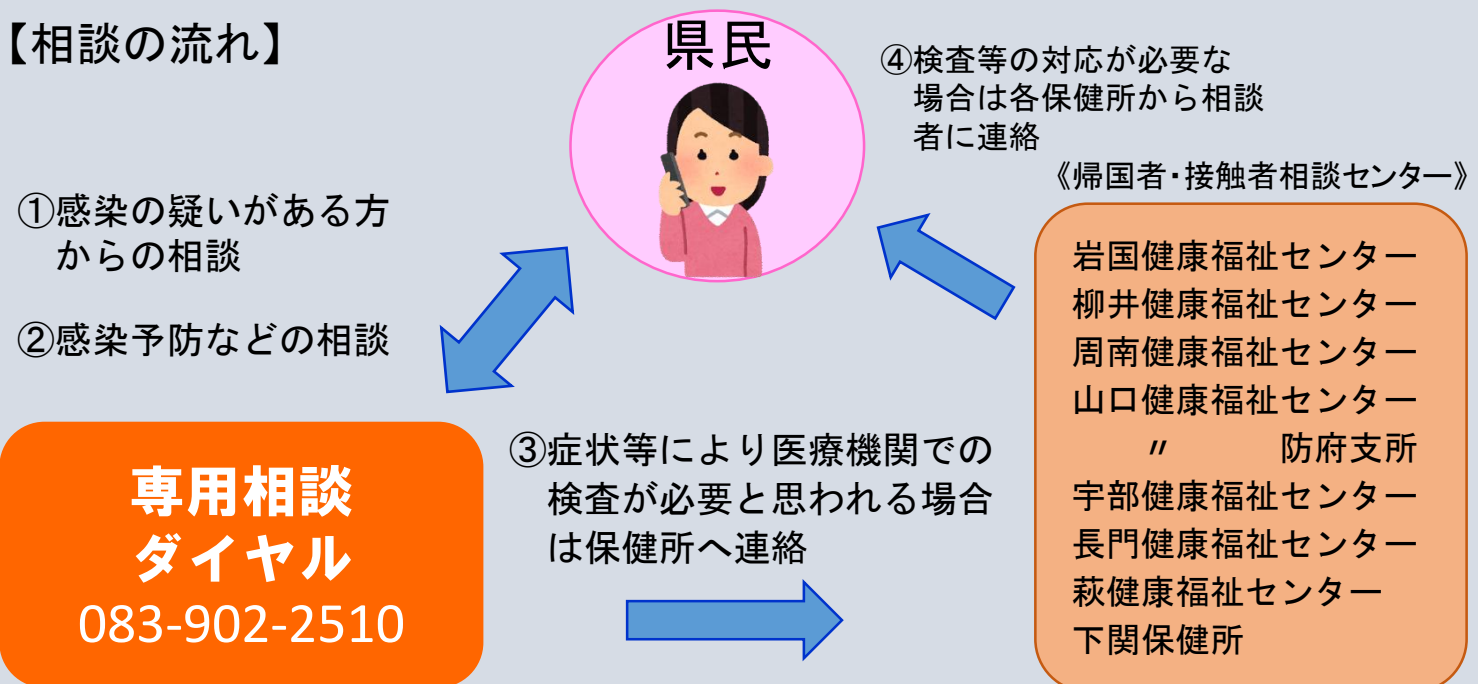 【相談の流れ】
県民
④検査等の対応が必要な
場合は各保健所から相談
者に連絡
《帰国者・接触者相談センター》
①感染の疑いがある方
からの相談
②感染予防などの相談
岩国健康福祉センター
柳井健康福祉センター
周南健康福祉センター
山口健康福祉センター
〃 防府支所
宇部健康福祉センター
長門健康福祉センター
萩健康福祉センター
下関保健所
③症状等により医療機関での
検査が必要と思われる場合
は保健所へ連絡
専用相談
ダイヤル
083-902-2510